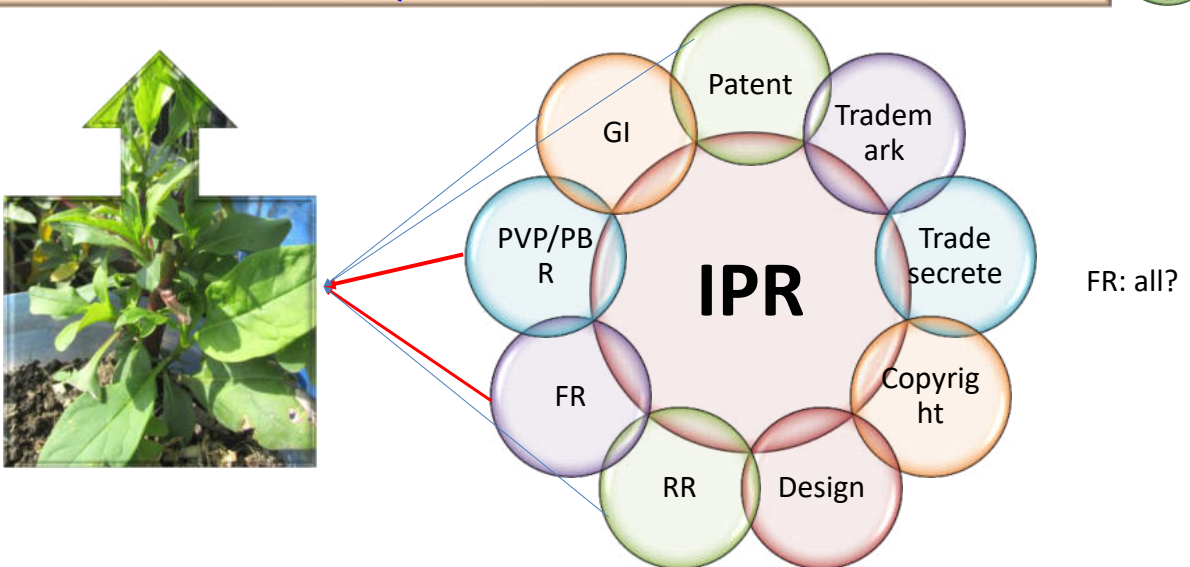 Patent
Tradem
ark
GI
PVP/PB
R
Trade
secrete
IPR
FR: all?
FR
Copyrig
ht
RR
Design